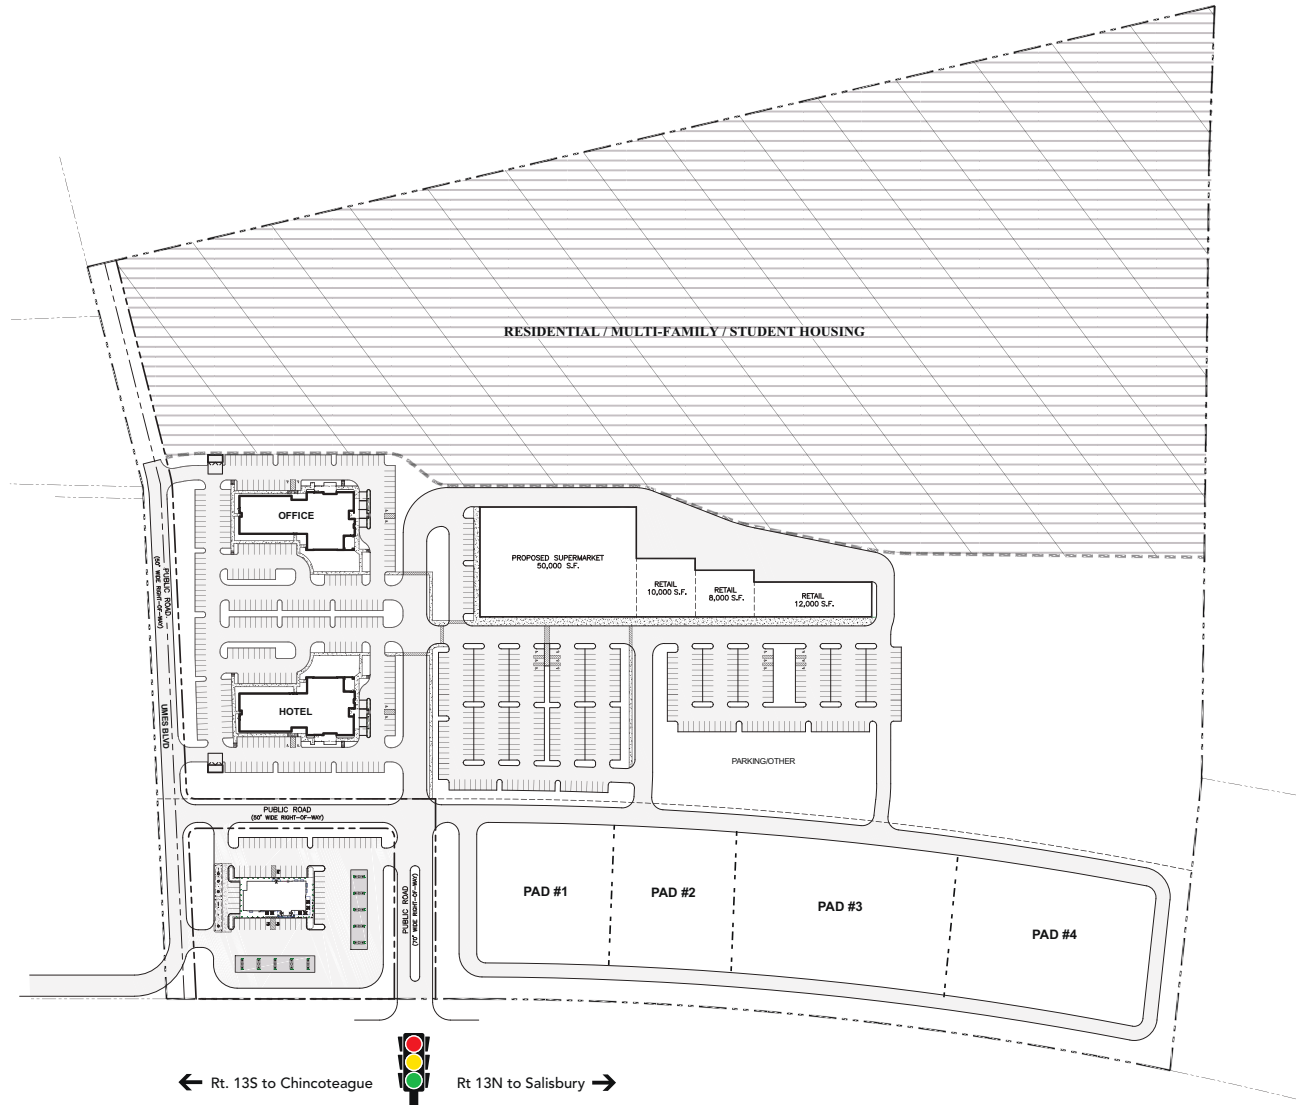 RESIDENTIAL / MULTI-FAMILY / STUDENT HOUSING
OFFICE
PROPOSED SUPERMARKET
50,000 S.F.
RETAIL
10,000 S.F.
RETAIL
8,000 S.F.
RETAIL
12,000 S.F.
PUBLIC ROAD
(60' WIDE RIGHT-OF-WAY)
UMES BLVD
HOTEL
PARKING/OTHER
PUBLIC ROAD
(50' WIDE RIGHT-OF-WAY)
PUBLIC ROAD
(70' WIDE RIGHT-OF-WAY)
PAD #1
PAD #2
PAD #3
PAD #4
Rt. 13S to Chincoteague
Rt 13N to Salisbury